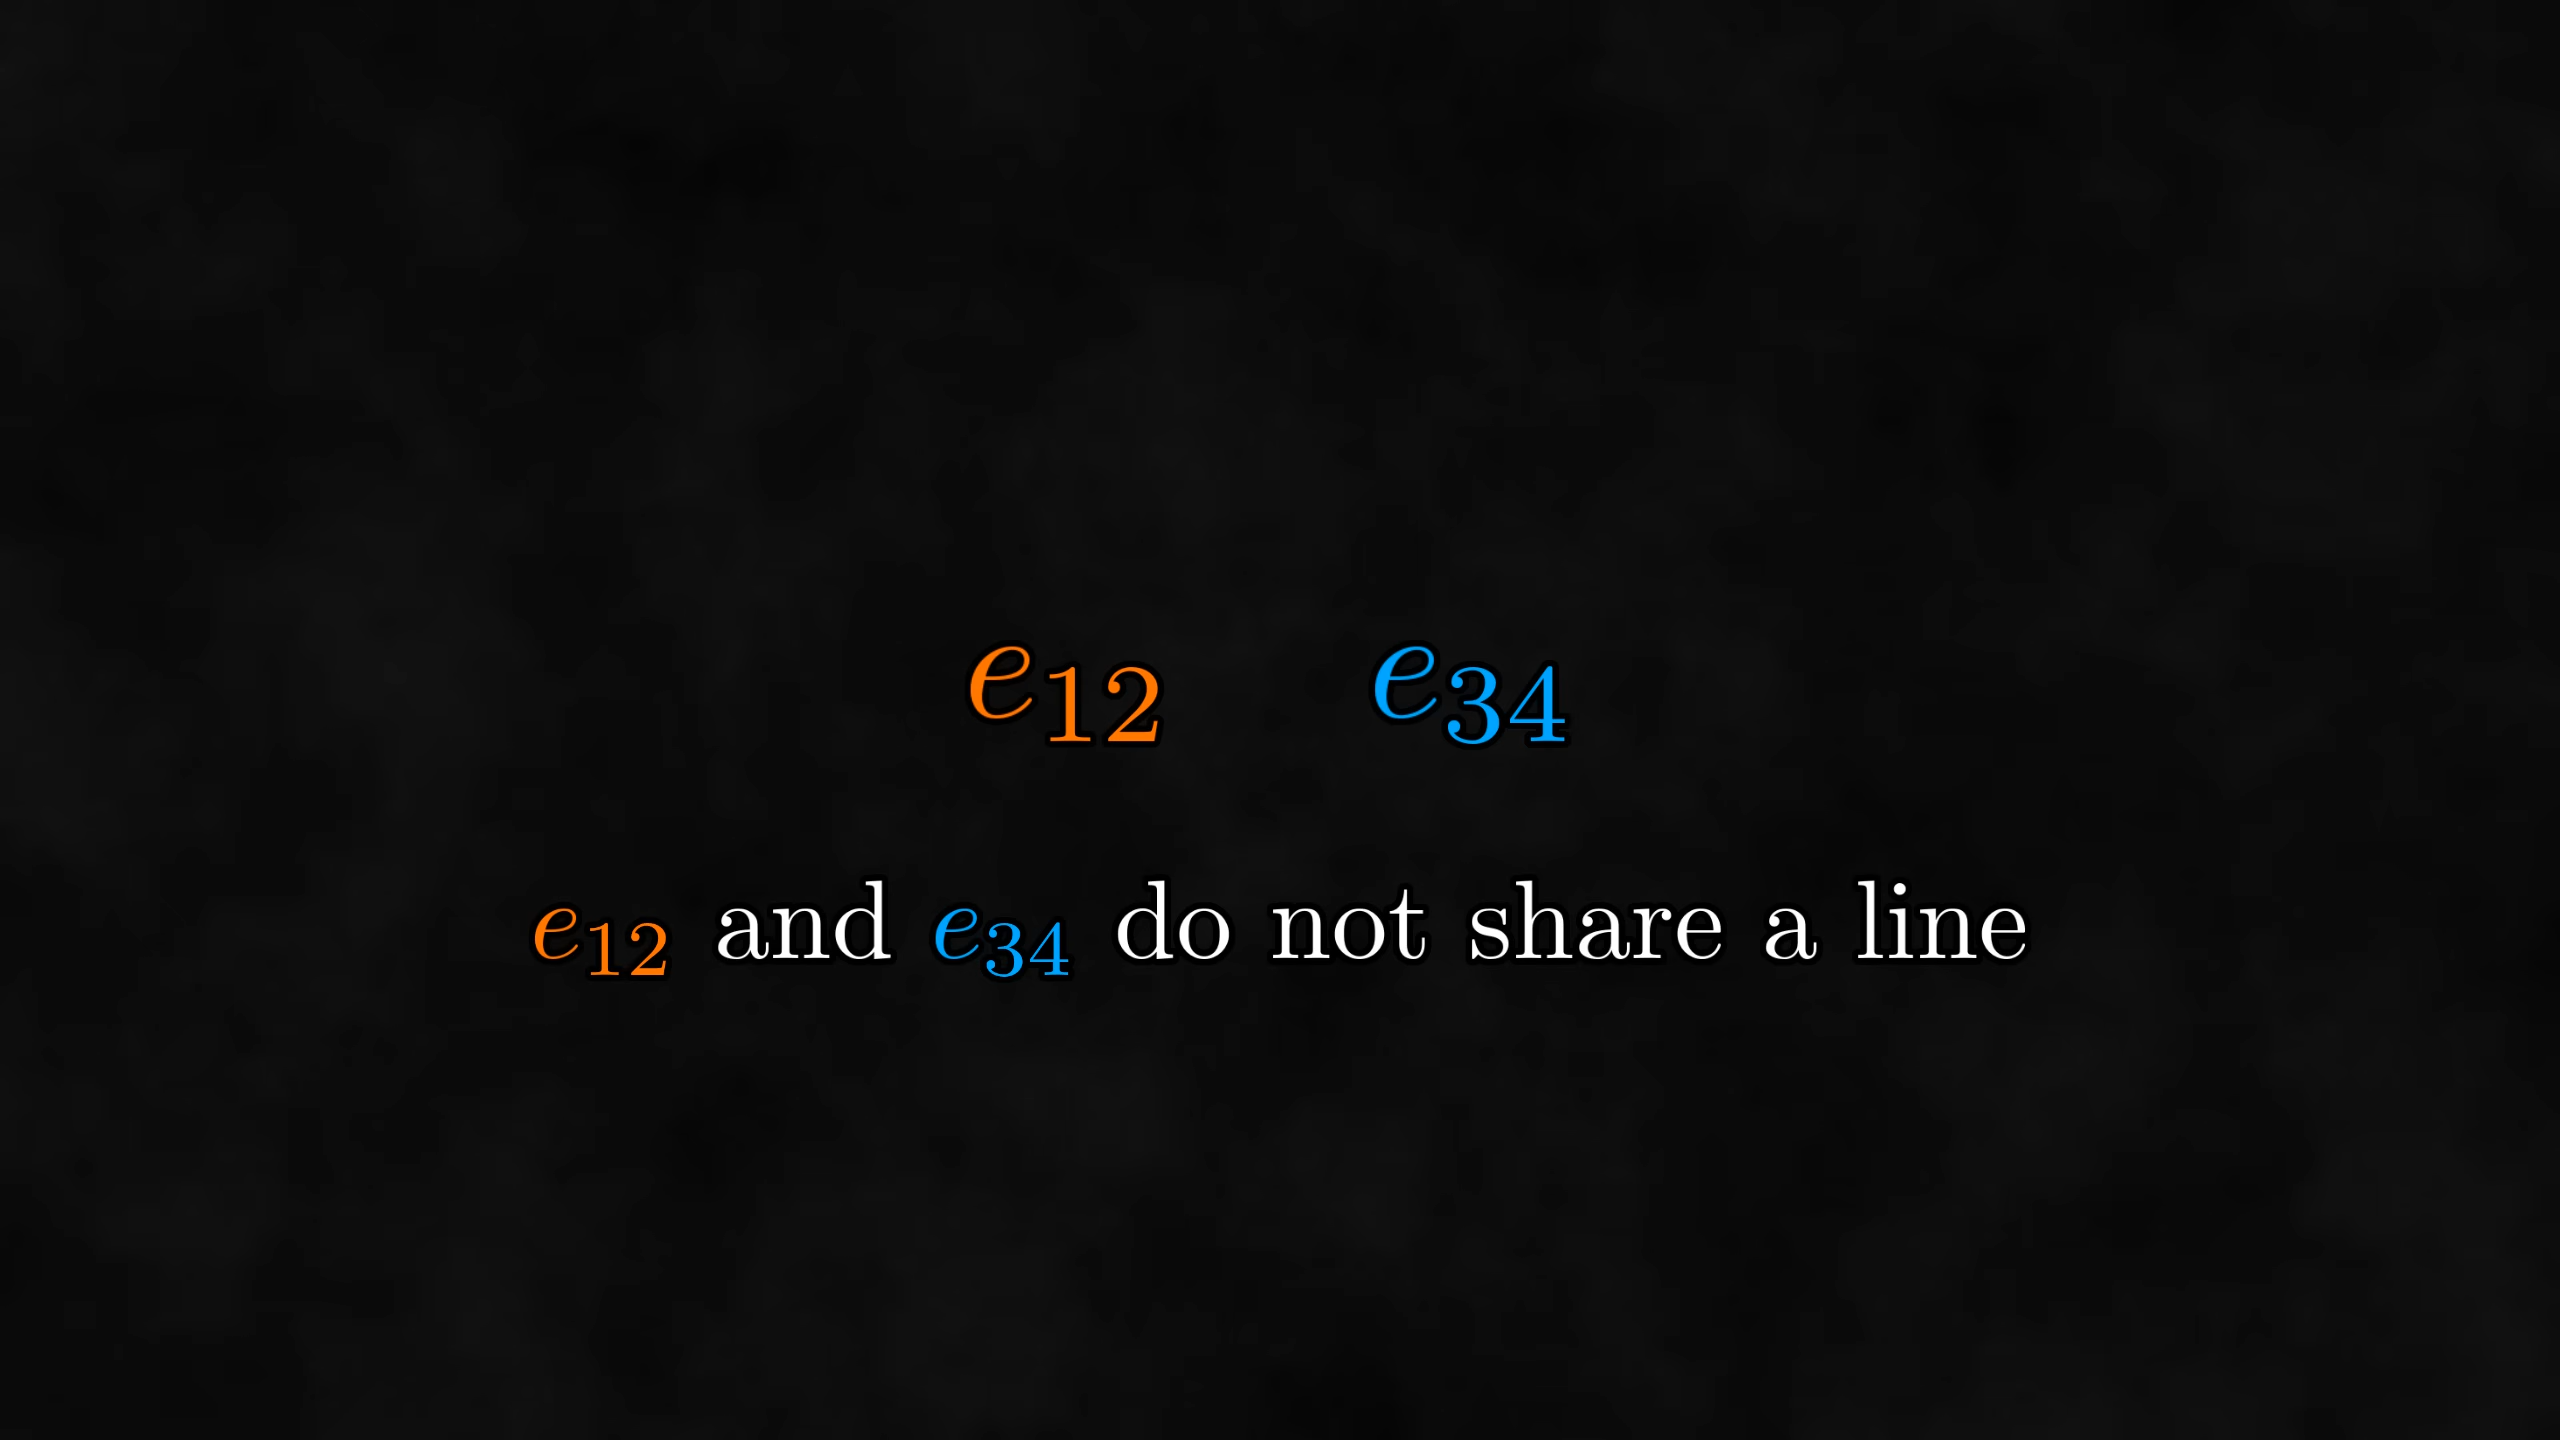 e₁₂ e₃₄
e₁₂ and e₃₄ do not share a line